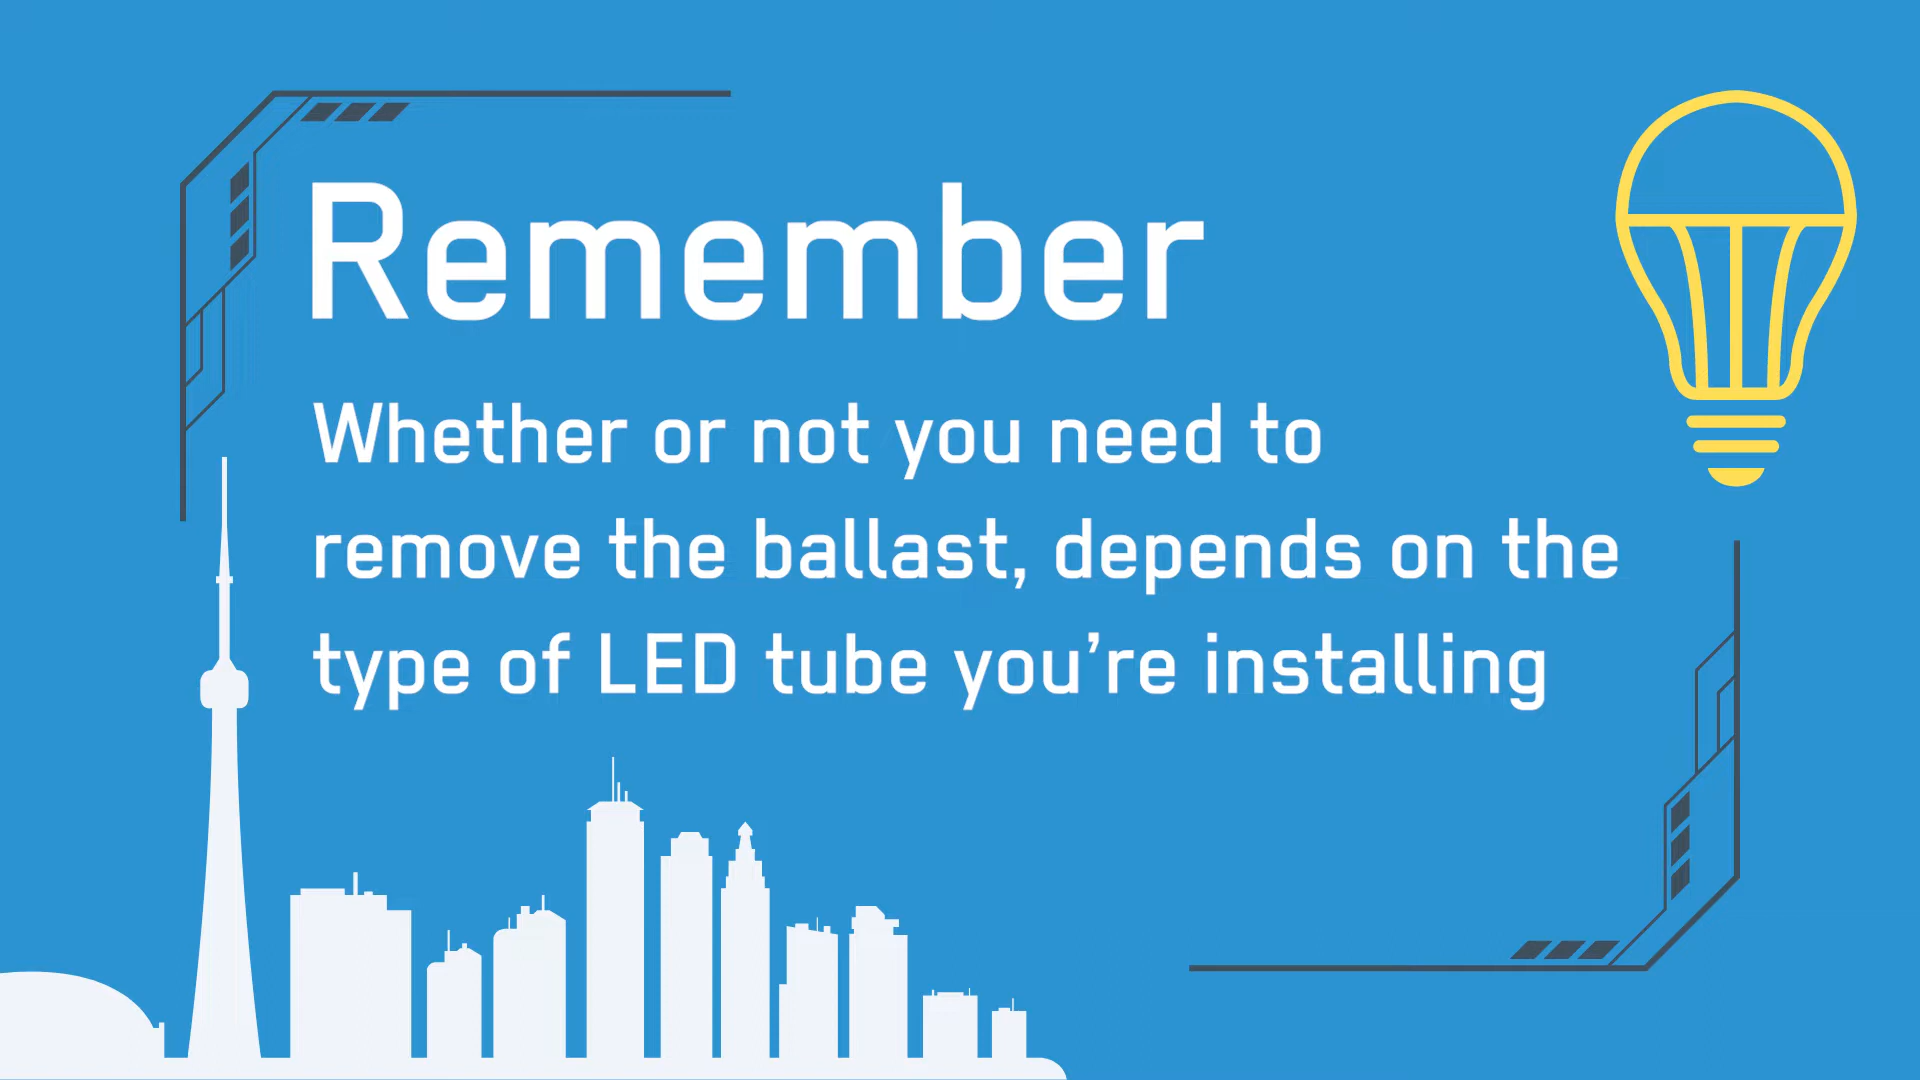 Remember
Whether or not you need to
remove the ballast, depends on the
type of LED tube you’re installing